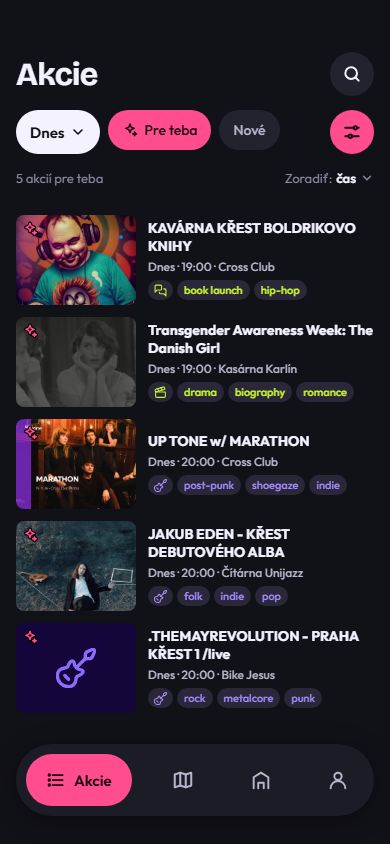 Akcie
Dnes
Pre teba
Nové
5 akcií pre teba
Zoradiť: čas
KAVÁRNA KŘEST BOLDRIKOVO
KNIHY
Dnes · 19:00 · Cross Club
book launch
hip-hop
Transgender Awareness Week: The
Danish Girl
Dnes · 19:00 · Kasárna Karlín
drama
biography
romance
MARATHON
UP TONE w/ MARATHON
Dnes · 20:00 · Cross Club
post-punk
shoegaze
indie
JAKUB EDEN - KŘEST
DEBUTOVÉHO ALBA
Dnes · 20:00 · Čítárna Unijazz
folk
indie
pop
.THEMAYREVOLUTION - PRAHA
KŘEST 1 /live
Dnes · 20:00 · Bike Jesus
rock
metalcore
punk
Akcie